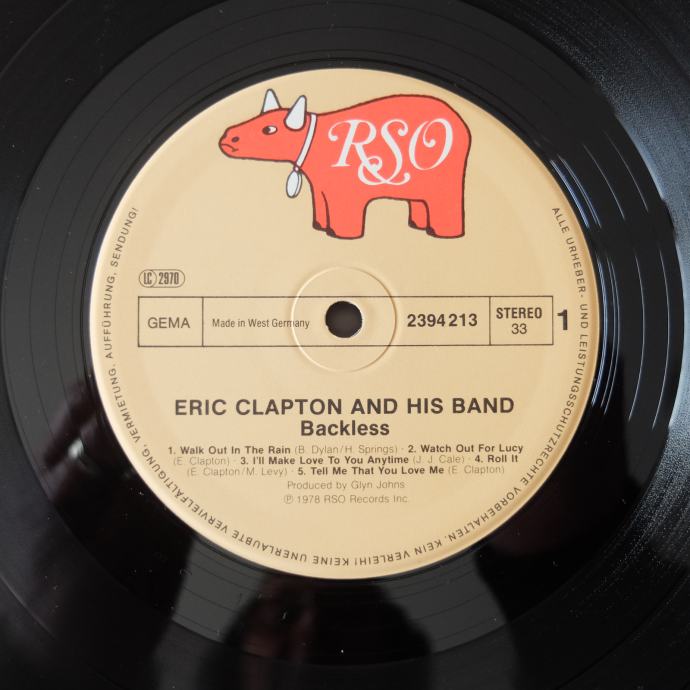 RSO
LC 2970
GEMA
Made in West Germany
2394 213
STEREO
33
1
ERIC CLAPTON AND HIS BAND
Backless
1. Walk Out In The Rain (B. Dylan/H. Springs) · 2. Watch Out For Lucy
(E. Clapton) · 3. I'll Make Love To You Anytime (J. J. Cale) · 4. Roll It
(E. Clapton/M. Levy) · 5. Tell Me That You Love Me (E. Clapton)
Produced by Glyn Johns
℗ 1978 RSO Records Inc.
ALLE URHEBER- UND LEISTUNGSSCHUTZRECHTE VORBEHALTEN. KEIN VERLEIH! KEINE UNERLAUBTE VERVIELFÄLTIGUNG, VERMIETUNG, AUFFÜHRUNG, SENDUNG!